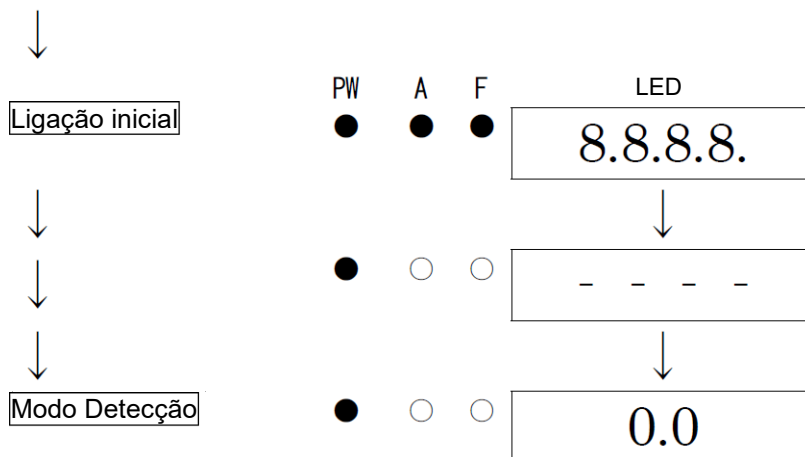 PW A F LED
Ligação inicial ● ● ● 8.8.8.8.
● ○ ○ - - - -
Modo Detecção ● ○ ○ 0.0